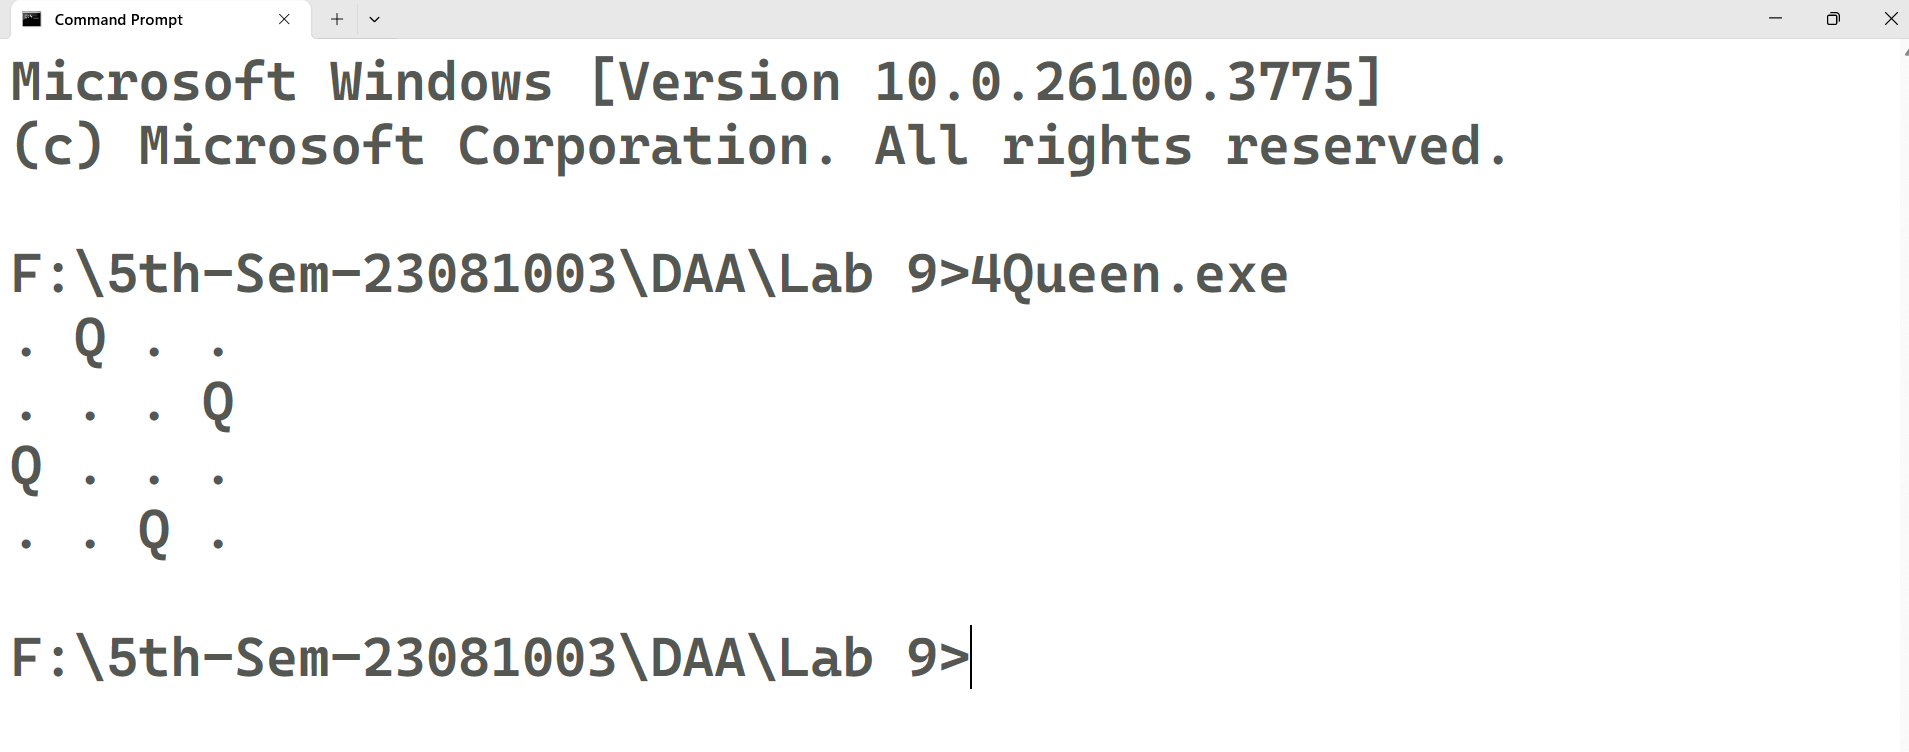 Command Prompt
Microsoft Windows [Version 10.0.26100.3775]
(c) Microsoft Corporation. All rights reserved.
F:\5th-Sem-23081003\DAA\Lab 9>4Queen.exe
. Q . .
. . . Q
Q . . .
. . Q .
F:\5th-Sem-23081003\DAA\Lab 9>